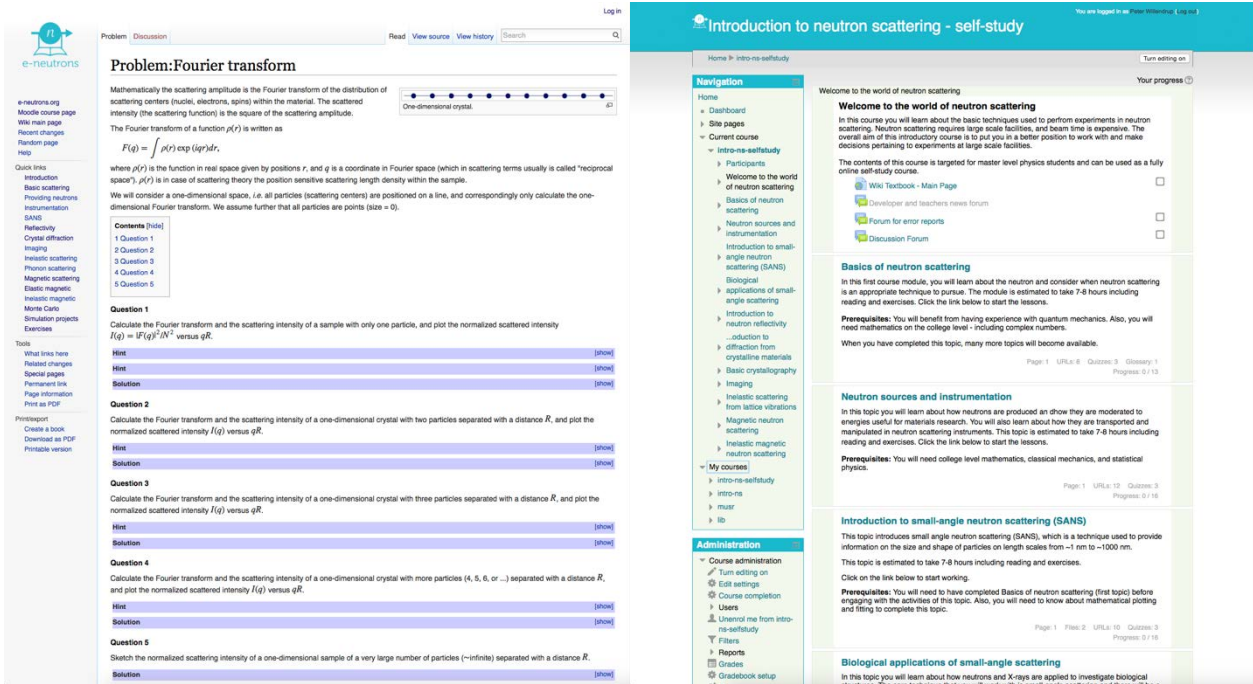 Log in
e-neutrons
Problem Discussion
Read View source View history Search
Problem:Fourier transform
Mathematically the scattering amplitude is the Fourier transform of the distribution of
scattering centers (nuclei, electrons, spins) within the material. The scattered
intensity (the scattering function) is the square of the scattering amplitude.
One-dimensional crystal.
The Fourier transform of a function ρ(r) is written as
F(q) = ∫ ρ(r) exp (iqr)dr
where ρ(r) is the function in real space given by positions r, and q is a coordinate in Fourier space (which in scattering terms usually is called "reciprocal
space"). ρ(r) is in case of scattering theory the position sensitive scattering length density within the sample.
We will consider a one-dimensional space, i.e. all particles (scattering centers) are positioned on a line, and correspondingly only calculate the one-
dimensional Fourier transform. We assume further that all particles are points (size = 0).
Contents [hide]
1 Question 1
2 Question 2
3 Question 3
4 Question 4
5 Question 5
Question 1
Calculate the Fourier transform and the scattering intensity of a sample with only one particle, and plot the normalized scattered intensity
I(q) = |F(q)|²/N² versus qR.
Hint [show]
Hint [show]
Solution [show]
Question 2
Calculate the Fourier transform and the scattering intensity of a one-dimensional crystal with two particles separated with a distance R, and plot the
normalized scattered intensity I(q) versus qR.
Hint [show]
Solution [show]
Question 3
Calculate the Fourier transform and the scattering intensity of a one-dimensional crystal with three particles separated with a distance R, and plot the
normalized scattered intensity I(q) versus qR.
Hint [show]
Solution [show]
Question 4
Calculate the Fourier transform and the scattering intensity of a one-dimensional crystal with more particles (4, 5, 6, or ...) separated with a distance R,
and plot the normalized scattered intensity I(q) versus qR.
Hint [show]
Solution [show]
Question 5
Sketch the normalized scattering intensity of a one-dimensional sample of a very large number of particles (~infinite) separated with a distance R.
Solution [show]
e-neutrons.org
Moodle course page
Wiki main page
Recent changes
Random page
Help
Quick links
Introduction
Basic scattering
Providing neutrons
Instrumentation
SANS
Reflectivity
Crystal diffraction
Imaging
Inelastic scattering
Phonon scattering
Magnetic scattering
Elastic magnetic
Inelastic magnetic
Monte Carlo
Simulation projects
Exercises
Tools
What links here
Related changes
Special pages
Permanent link
Page information
Print as PDF
Print/export
Create a book
Download as PDF
Printable version
You are logged in as Peter Willendrup (Log out)
Introduction to neutron scattering - self-study
Home intro-ns-selfstudy
Turn editing on
Navigation
Home
Dashboard
Site pages
Current course
intro-ns-selfstudy
Participants
Welcome to the world
of neutron scattering
Basics of neutron
scattering
Neutron sources and
instrumentation
Introduction to small-
angle neutron
scattering (SANS)
Biological
applications of small-
angle scattering
Introduction to
neutron reflectivity
...oduction to
diffraction from
crystalline materials
Basic crystallography
Imaging
Inelastic scattering
from lattice vibrations
Magnetic neutron
scattering
Inelastic magnetic
neutron scattering
My courses
intro-ns-selfstudy
intro-ns
musr
lib
Administration
Course administration
Turn editing on
Edit settings
Course completion
Users
Unenrol me from intro-
ns-selfstudy
Filters
Reports
Grades
Gradebook setup
Your progress
Welcome to the world of neutron scattering
Welcome to the world of neutron scattering
In this course you will learn about the basic techniques used to perfrom experiments in neutron
scattering. Neutron scattering requires large scale facilities, and beam time is expensive. The
overall aim of this introductory course is to put you in a better position to work with and make
decisions pertaining to experiments at large scale facilities.
The contents of this course is targeted for master level physics students and can be used as a fully
online self-study course.
Wiki Textbook - Main Page
Developer and teachers news forum
Forum for error reports
Discussion Forum
Basics of neutron scattering
In this first course module, you will learn about the neutron and consider when neutron scattering
is an appropriate technique to pursue. The module is estimated to take 7-8 hours including
reading and exercises. Click the link below to start the lessons.
Prerequisites: You will benefit from having experience with quantum mechanics. Also, you will
need mathematics on the college level - including complex numbers.
When you have completed this topic, many more topics will become available.
Page: 1 URLs: 8 Quizzes: 3 Glossary: 1
Progress: 0 / 13
Neutron sources and instrumentation
In this topic you will learn about how neutrons are produced an dhow they are moderated to
energies useful for materials research. You will also learn about how they are transported and
manipulated in neutron scattering instruments. This topic is estimated to take 7-8 hours including
reading and exercises. Click the link below to start the lessons.
Prerequisites: You will need college level mathematics, classical mechanics, and statistical
physics.
Page: 1 URLs: 12 Quizzes: 3
Progress: 0 / 16
Introduction to small-angle neutron scattering (SANS)
This topic introduces small angle neutron scattering (SANS), which is a technique used to provide
information on the size and shape of particles on length scales from ~1 nm to ~1000 nm.
This topic is estimated to take 7-8 hours including reading and exercises.
Click on the link below to start working.
Prerequisites: You will need to have completed Basics of neutron scattering (first topic) before
engaging with the activities of this topic. Also, you will need to know about mathematical plotting
and fitting to complete this topic.
Page: 1 Files: 2 URLs: 10 Quizzes: 3
Progress: 0 / 16
Biological applications of small-angle scattering
In this topic you will learn about how neutrons and X-rays are applied to investigate biological